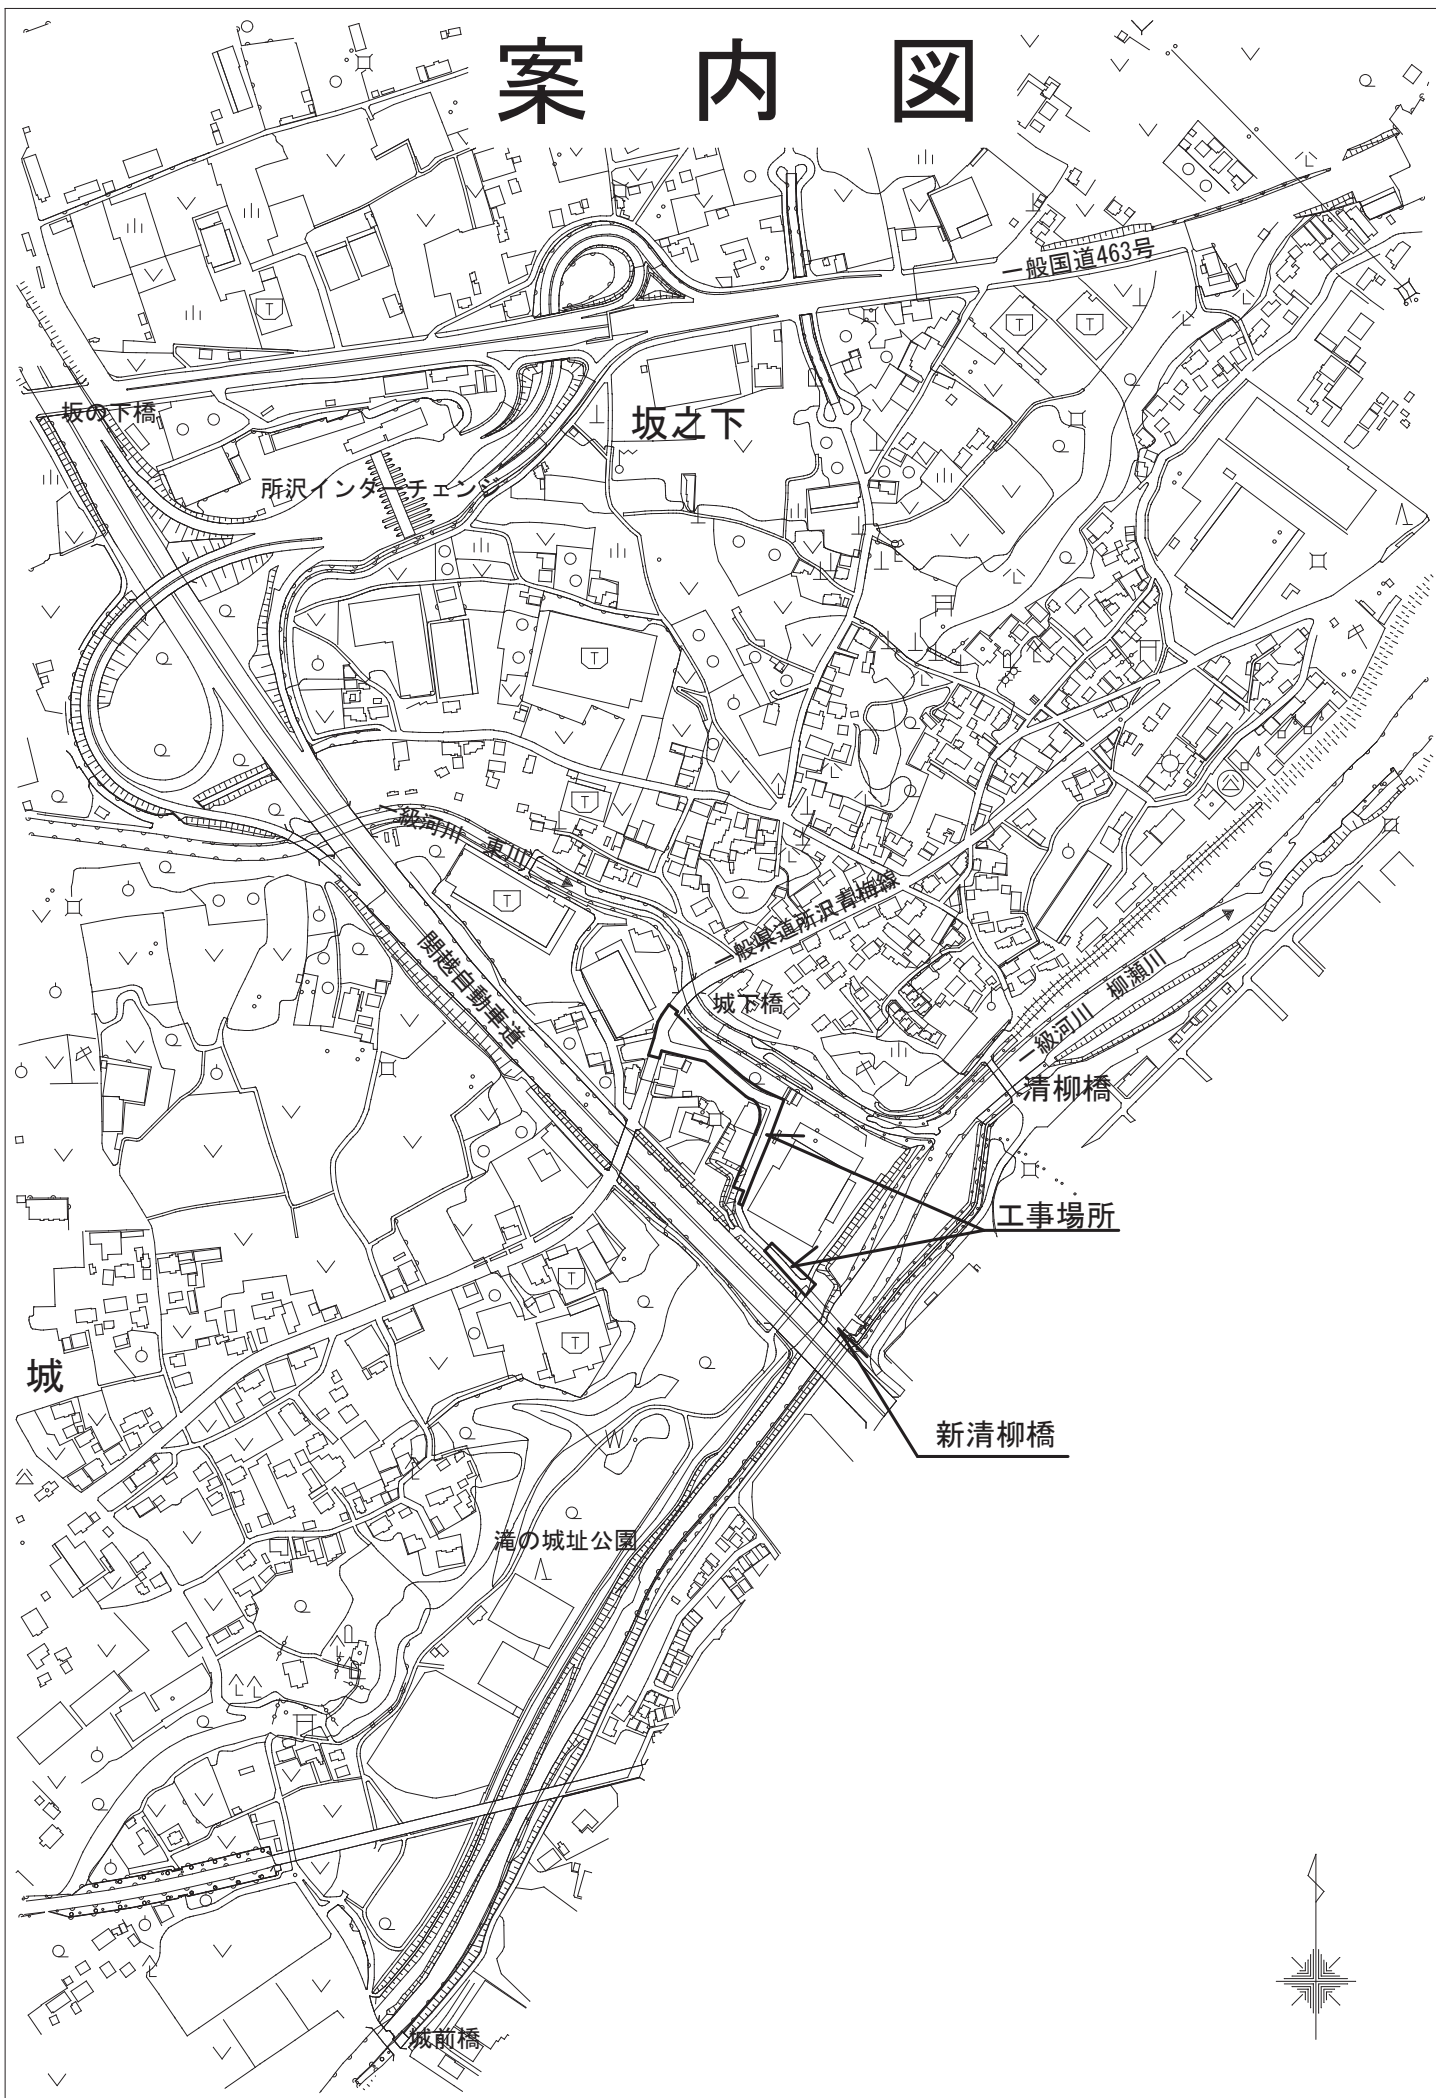 案内図
一般国道463号
坂の下橋
坂之下
所沢インターチェンジ
一級河川 東川
一般県道所沢青梅線
関越自動車道
城下橋
一級河川 柳瀬川
清柳橋
工事場所
城
新清柳橋
滝の城址公園
城前橋